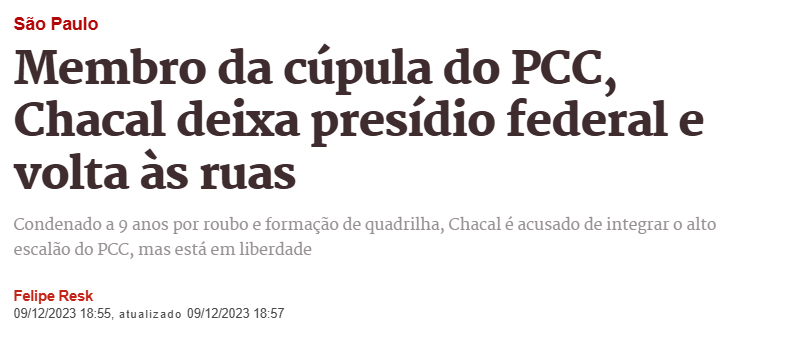 São Paulo
Membro da cúpula do PCC,
Chacal deixa presídio federal e
volta às ruas
Condenado a 9 anos por roubo e formação de quadrilha, Chacal é acusado de integrar o alto
escalão do PCC, mas está em liberdade
Felipe Resk
09/12/2023 18:55, atualizado 09/12/2023 18:57